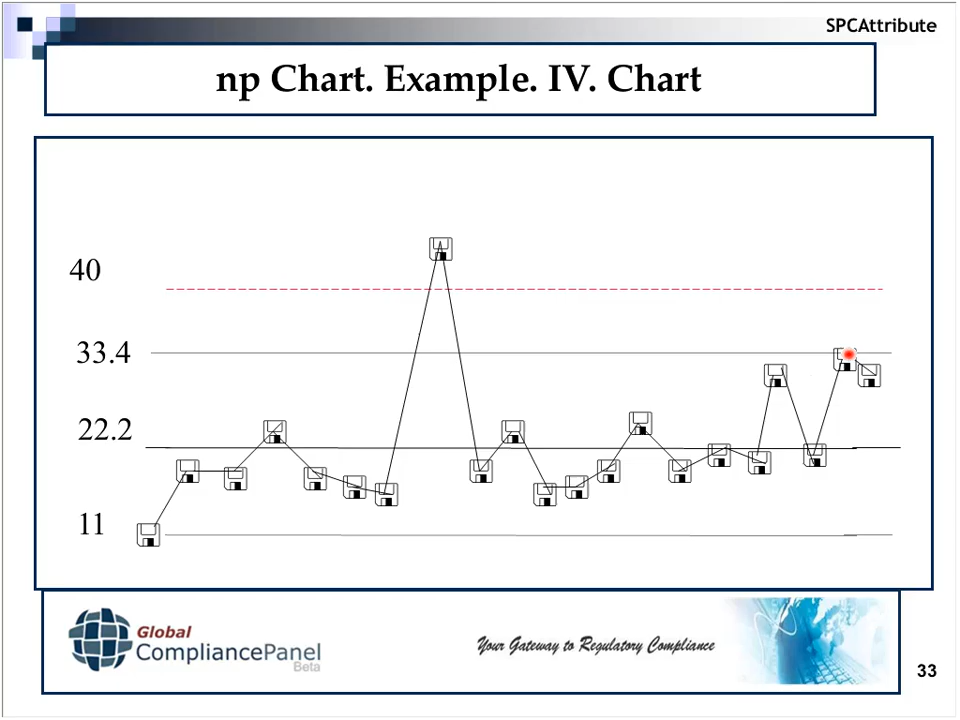 SPCAttribute
np Chart. Example. IV. Chart
40
33.4
22.2
11
Global
CompliancePanel
Beta
Your Gateway to Regulatory Compliance
33